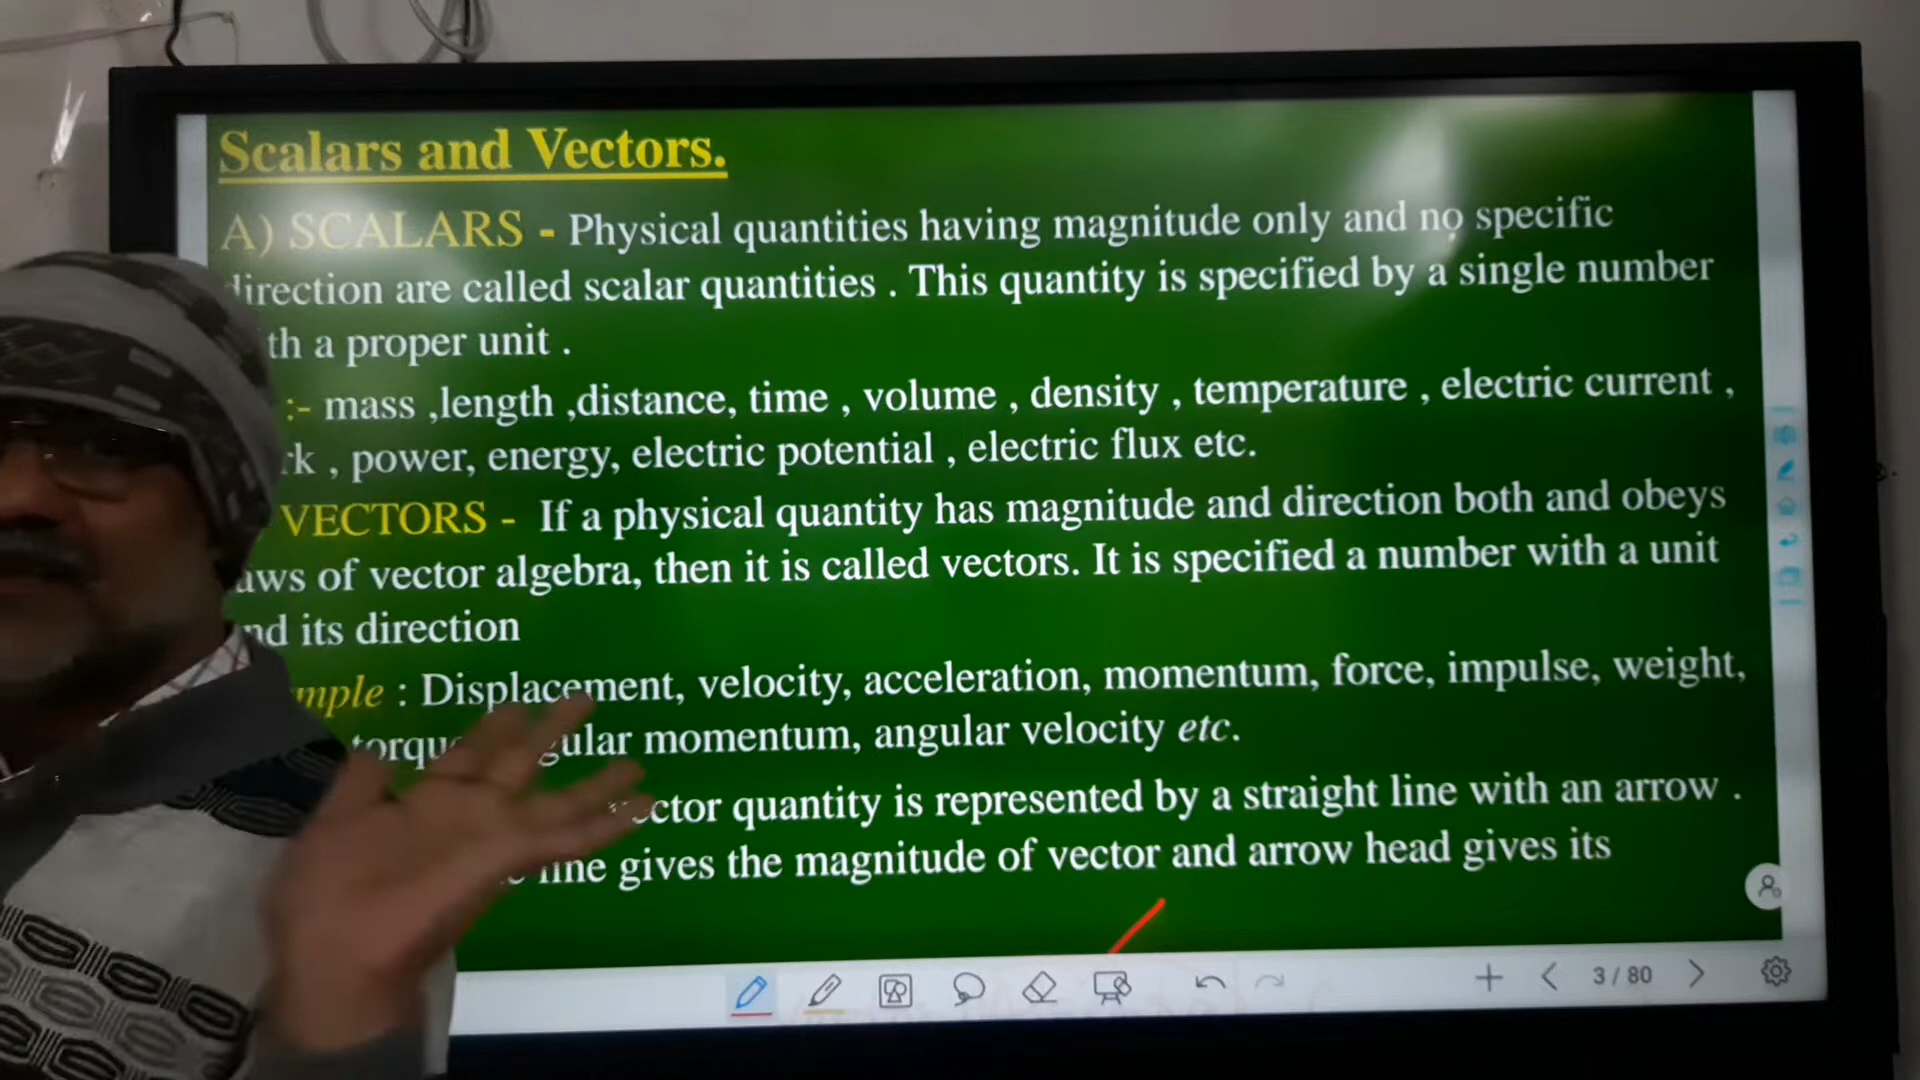 Scalars and Vectors.
A) SCALARS - Physical quantities having magnitude only and no specific
direction are called scalar quantities . This quantity is specified by a single number
th a proper unit .
:- mass ,length ,distance, time , volume , density , temperature , electric current ,
rk , power, energy, electric potential , electric flux etc.
VECTORS - If a physical quantity has magnitude and direction both and obeys
aws of vector algebra, then it is called vectors. It is specified a number with a unit
nd its direction
mple : Displacement, velocity, acceleration, momentum, force, impulse, weight,
torqu gular momentum, angular velocity etc.
ector quantity is represented by a straight line with an arrow .
line gives the magnitude of vector and arrow head gives its
3 / 80